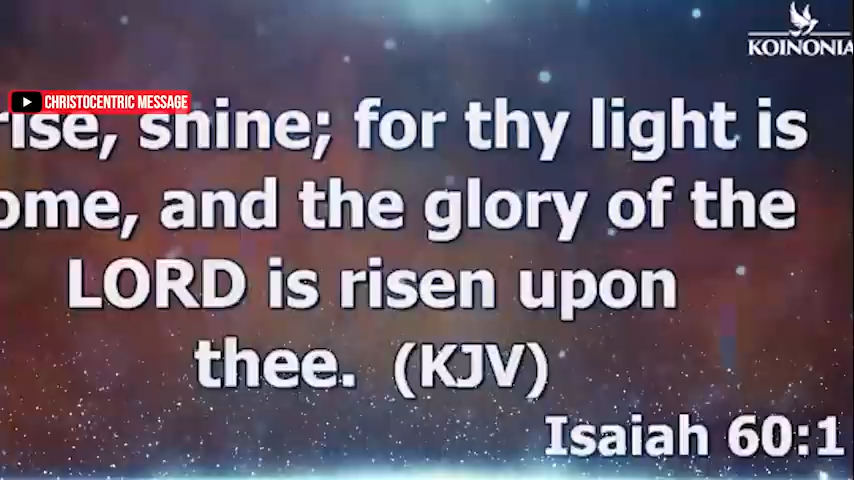 KOINONIA
CHRISTOCENTRIC MESSAGE
rise, shine; for thy light is
ome, and the glory of the
LORD is risen upon
thee. (KJV)
Isaiah 60:1